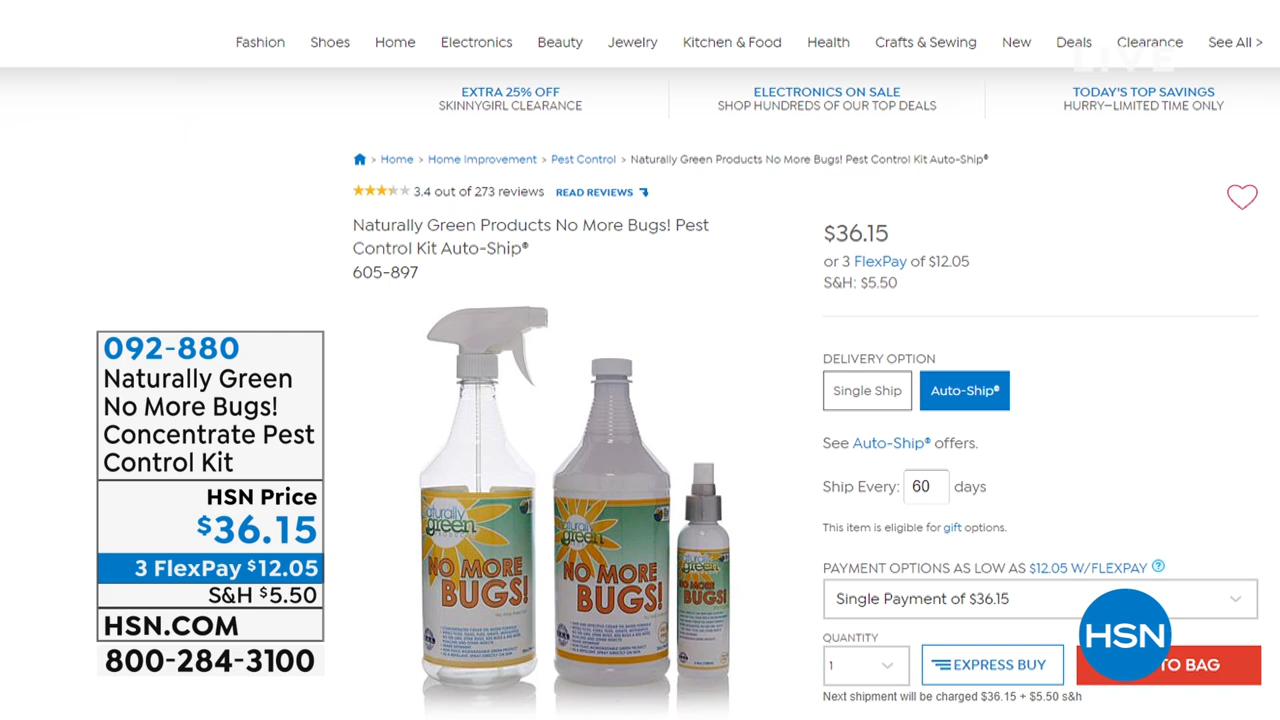 Fashion Shoes Home Electronics Beauty Jewelry Kitchen & Food Health Crafts & Sewing New Deals Clearance See All >
LIVE
EXTRA 25% OFF
SKINNYGIRL CLEARANCE
ELECTRONICS ON SALE
SHOP HUNDREDS OF OUR TOP DEALS
TODAY'S TOP SAVINGS
HURRY—LIMITED TIME ONLY
> Home > Home Improvement > Pest Control > Naturally Green Products No More Bugs! Pest Control Kit Auto-Ship®
3.4 out of 273 reviews READ REVIEWS
Naturally Green Products No More Bugs! Pest
Control Kit Auto-Ship®
605-897
$36.15
or 3 FlexPay of $12.05
S&H: $5.50
DELIVERY OPTION
Single Ship Auto-Ship®
See Auto-Ship® offers.
Ship Every: 60 days
This item is eligible for gift options.
PAYMENT OPTIONS AS LOW AS $12.05 W/FLEXPAY ?
Single Payment of $36.15
QUANTITY
1
EXPRESS BUY
TO BAG
Next shipment will be charged $36.15 + $5.50 s&h
HSN
092-880
Naturally Green
No More Bugs!
Concentrate Pest
Control Kit
HSN Price
$36.15
3 FlexPay $12.05
S&H $5.50
HSN.COM
800-284-3100
naturally
green
NO MORE
BUGS!
naturally
green
NO MORE
BUGS!
naturally
green
NO MORE
BUGS!